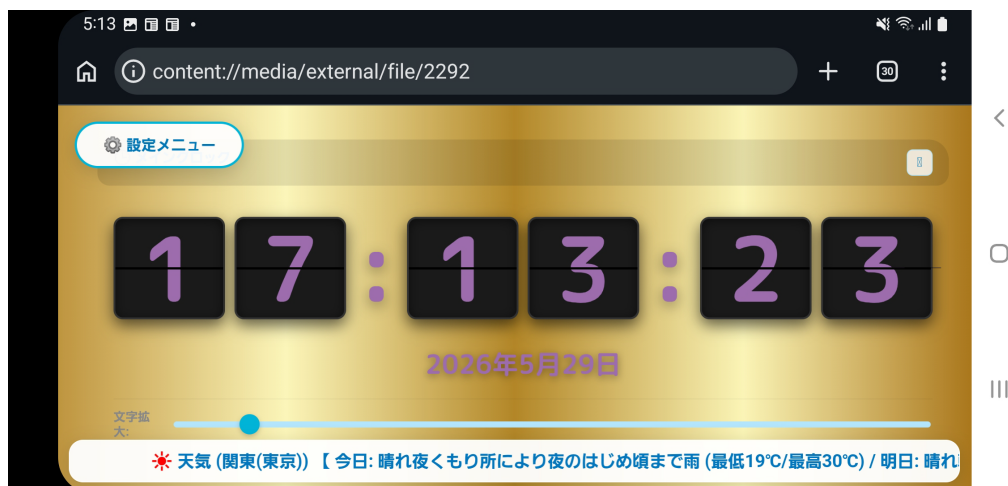 5:13
content://media/external/file/2292
30
設定メニュー
17:13:23
2026年5月29日
文字拡
大:
天気 (関東(東京)) 【 今日: 晴れ夜くもり所により夜のはじめ頃まで雨 (最低19℃/最高30℃) / 明日: 晴れ